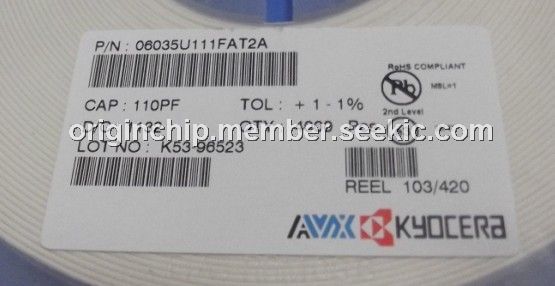 P/N : 06035U111FAT2A
RoHS COMPLIANT
Pb
MSL=1
2nd Level
CAP : 110PF TOL : + 1 - 1%
originchip.member.seekic.com
LOT NO : K53-96523
REEL 103/420
AVX KYOCERA